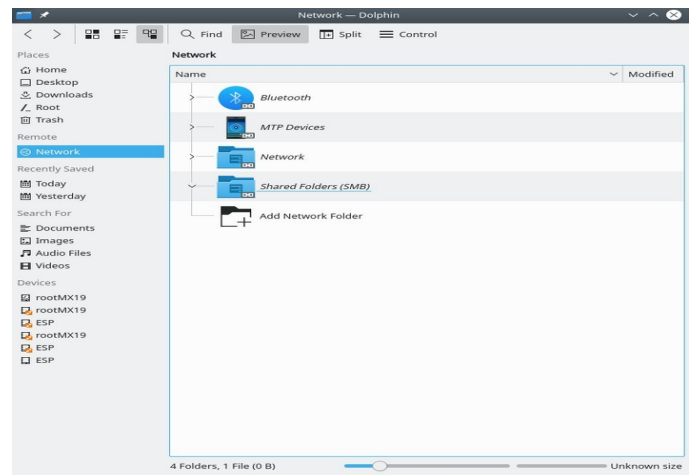 Network — Dolphin
Find Preview Split Control
Places
Home
Desktop
Downloads
Root
Trash
Remote
Network
Recently Saved
Today
Yesterday
Search For
Documents
Images
Audio Files
Videos
Devices
rootMX19
rootMX19
ESP
rootMX19
ESP
ESP
Network
Name Modified
Bluetooth
MTP Devices
Network
Shared Folders (SMB)
Add Network Folder
4 Folders, 1 File (0 B) Unknown size